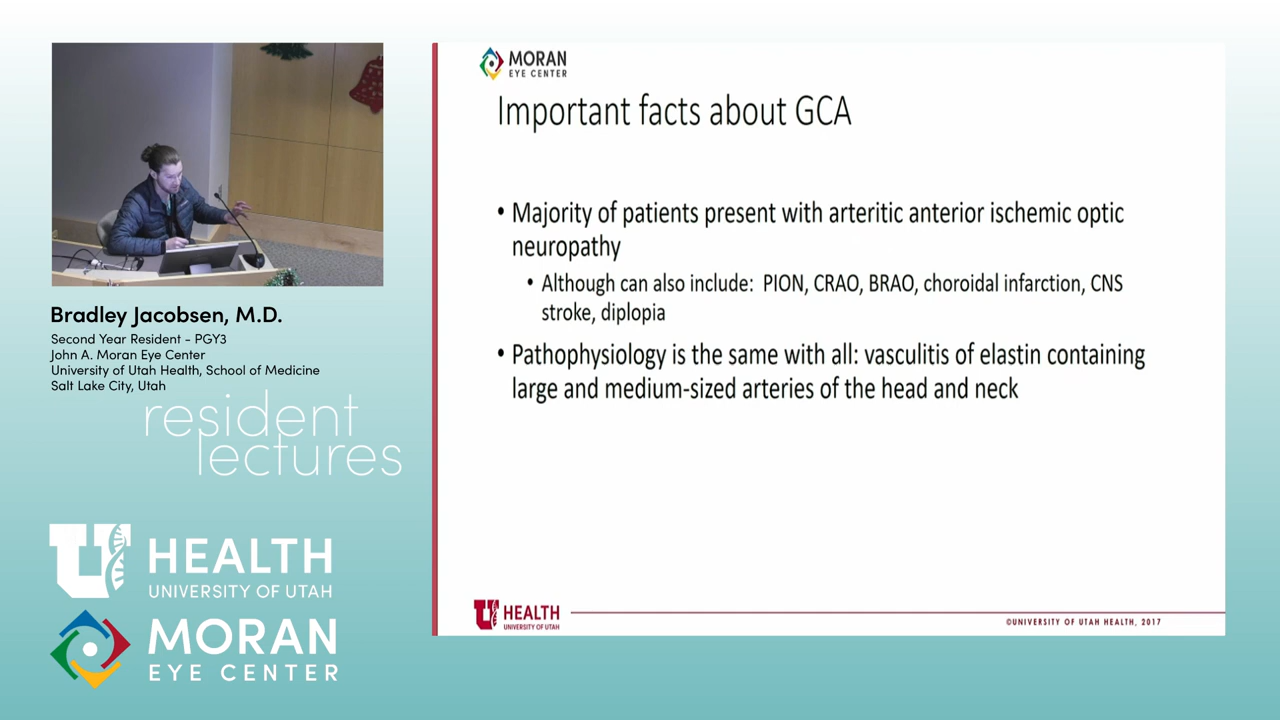 MORAN
EYE CENTER
Important facts about GCA
• Majority of patients present with arteritic anterior ischemic optic
neuropathy
• Although can also include: PION, CRAO, BRAO, choroidal infarction, CNS
stroke, diplopia
• Pathophysiology is the same with all: vasculitis of elastin containing
large and medium-sized arteries of the head and neck
U HEALTH
UNIVERSITY OF UTAH
©UNIVERSITY OF UTAH HEALTH, 2017
Bradley Jacobsen, M.D.
Second Year Resident - PGY3
John A. Moran Eye Center
University of Utah Health, School of Medicine
Salt Lake City, Utah
resident
lectures
U HEALTH
UNIVERSITY OF UTAH
MORAN
EYE CENTER